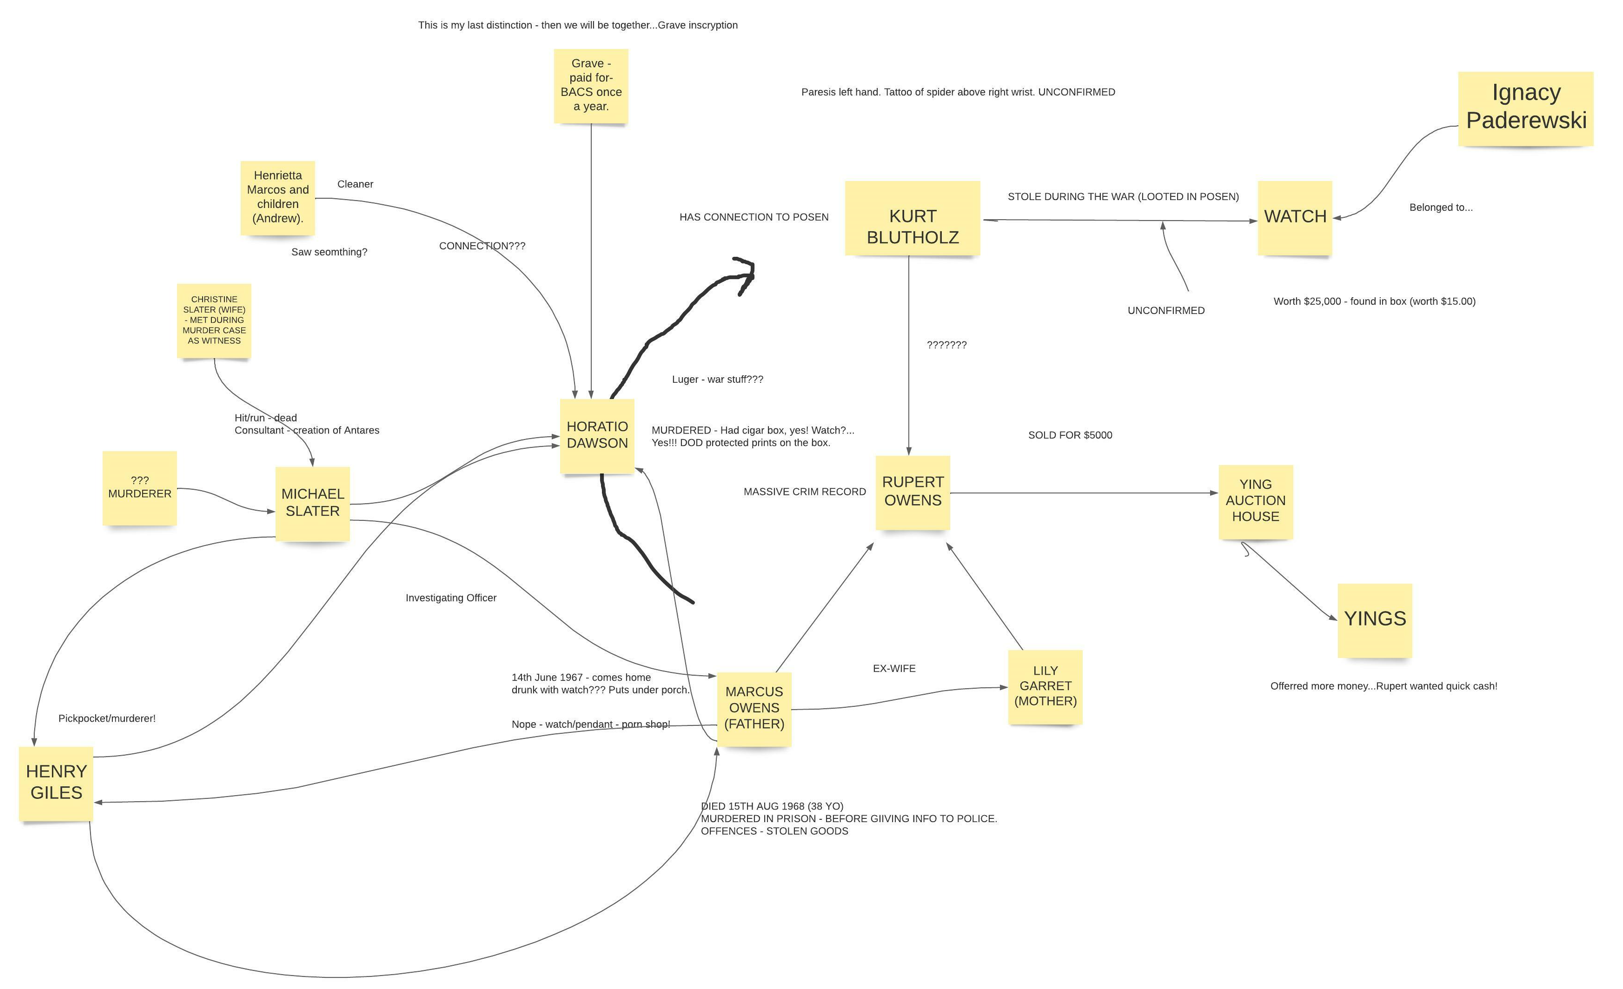 This is my last distinction - then we will be together...Grave inscryption
Grave -
paid for-
BACS once
a year.
Paresis left hand. Tattoo of spider above right wrist. UNCONFIRMED
Ignacy
Paderewski
Henrietta
Marcos and
children
(Andrew).
Cleaner
Saw seomthing?
CONNECTION???
HAS CONNECTION TO POSEN
KURT
BLUTHOLZ
STOLE DURING THE WAR (LOOTED IN POSEN)
WATCH
Belonged to...
UNCONFIRMED
Worth $25,000 - found in box (worth $15.00)
CHRISTINE
SLATER (WIFE)
- MET DURING
MURDER CASE
AS WITNESS
???????
Luger - war stuff???
Hit/run - dead
Consultant - creation of Antares
HORATIO
DAWSON
MURDERED - Had cigar box, yes! Watch?...
Yes!!! DOD protected prints on the box.
SOLD FOR $5000
???
MURDERER
MICHAEL
SLATER
MASSIVE CRIM RECORD
RUPERT
OWENS
YING
AUCTION
HOUSE
Investigating Officer
YINGS
14th June 1967 - comes home
drunk with watch??? Puts under porch.
EX-WIFE
MARCUS
OWENS
(FATHER)
LILY
GARRET
(MOTHER)
Offerred more money...Rupert wanted quick cash!
Pickpocket/murderer!
Nope - watch/pendant - porn shop!
HENRY
GILES
DIED 15TH AUG 1968 (38 YO)
MURDERED IN PRISON - BEFORE GIIVING INFO TO POLICE.
OFFENCES - STOLEN GOODS